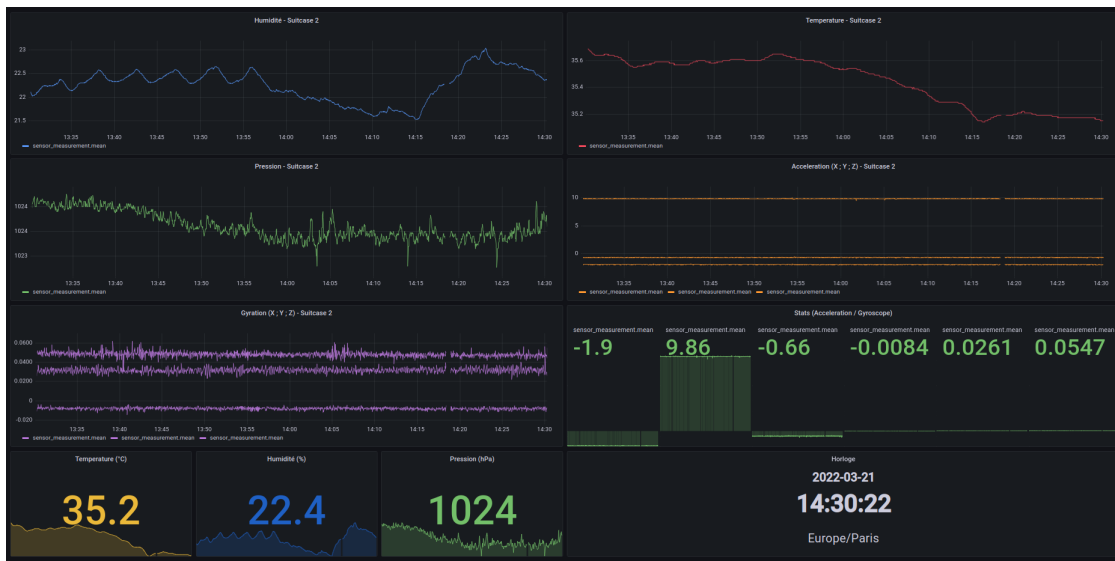 Humidité - Suitcase 2
23
22.5
22
21.5
13:35 13:40 13:45 13:50 13:55 14:00 14:05 14:10 14:15 14:20 14:25 14:30
sensor_measurement.mean
Temperature - Suitcase 2
35.6
35.4
35.2
13:35 13:40 13:45 13:50 13:55 14:00 14:05 14:10 14:15 14:20 14:25 14:30
sensor_measurement.mean
Pression - Suitcase 2
1024
1024
1023
13:35 13:40 13:45 13:50 13:55 14:00 14:05 14:10 14:15 14:20 14:25 14:30
sensor_measurement.mean
Acceleration (X ; Y ; Z) - Suitcase 2
10
5
0
13:35 13:40 13:45 13:50 13:55 14:00 14:05 14:10 14:15 14:20 14:25 14:30
sensor_measurement.mean sensor_measurement.mean sensor_measurement.mean
Gyration (X ; Y ; Z) - Suitcase 2
0.0600
0.0400
0.0200
0
-0.020
13:35 13:40 13:45 13:50 13:55 14:00 14:05 14:10 14:15 14:20 14:25 14:30
sensor_measurement.mean sensor_measurement.mean sensor_measurement.mean
Stats (Acceleration / Gyroscope)
sensor_measurement.mean sensor_measurement.mean sensor_measurement.mean sensor_measurement.mean sensor_measurement.mean sensor_measurement.mean
-1.9 9.86 -0.66 -0.0084 0.0261 0.0547
Temperature (°C)
35.2
Humidité (%)
22.4
Pression (hPa)
1024
Horloge
2022-03-21
14:30:22
Europe/Paris